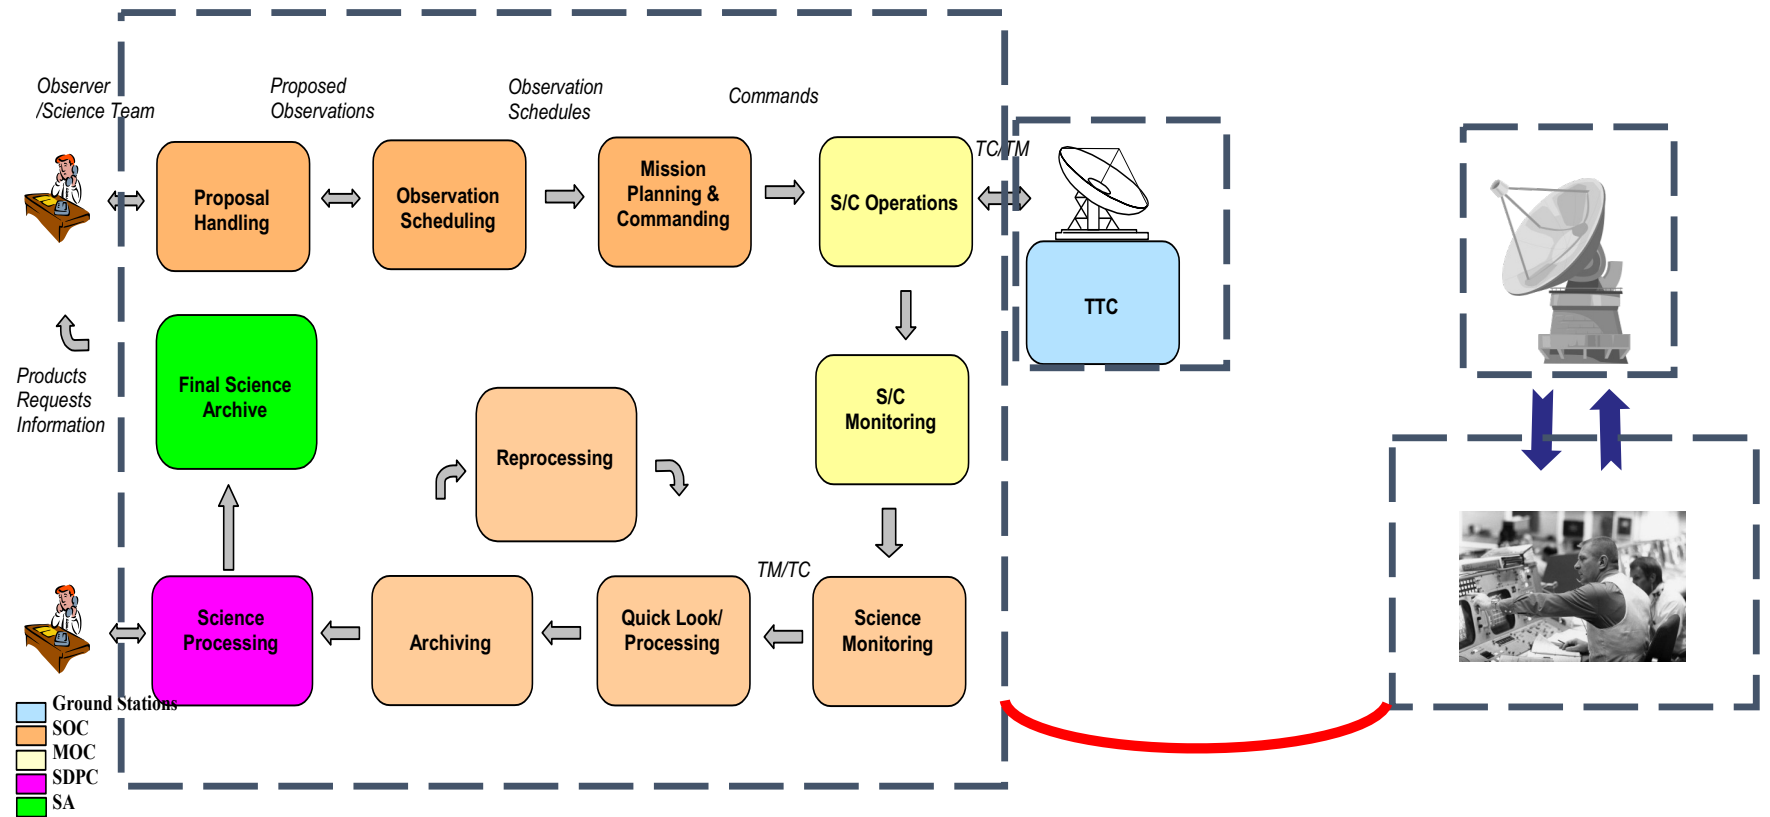 Observer
/Science Team
Proposed
Observations
Observation
Schedules
Commands
TC/TM
Proposal
Handling
Observation
Scheduling
Mission
Planning &
Commanding
S/C Operations
TTC
Products
Requests
Information
Final Science
Archive
Reprocessing
S/C
Monitoring
TM/TC
Science
Processing
Archiving
Quick Look/
Processing
Science
Monitoring
Ground Stations
SOC
MOC
SDPC
SA